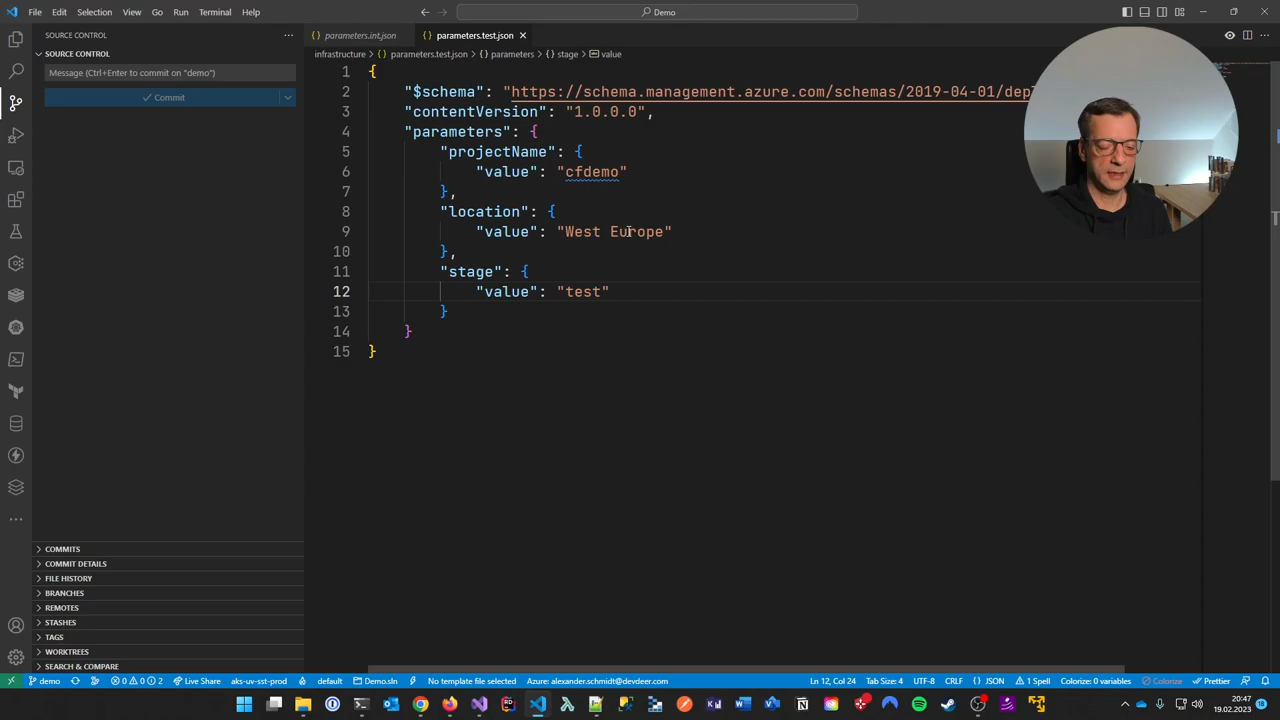 File Edit Selection View Go Run Terminal Help
Demo
SOURCE CONTROL
SOURCE CONTROL
Message (Ctrl+Enter to commit on "demo")
Commit
COMMITS
COMMIT DETAILS
FILE HISTORY
BRANCHES
REMOTES
STASHES
TAGS
WORKTREES
SEARCH & COMPARE
parameters.int.json parameters.test.json
infrastructure > parameters.test.json > {} parameters > {} stage > value
1 {
2 "$schema": "https://schema.management.azure.com/schemas/2019-04-01/dep
3 "contentVersion": "1.0.0.0",
4 "parameters": {
5 "projectName": {
6 "value": "cfdemo"
7 },
8 "location": {
9 "value": "West Europe"
10 },
11 "stage": {
12 "value": "test"
13 }
14 }
15 }
demo 0 0 2 aks-uv-sst-prod Live Share default Demo.sln No template file selected Azure: alexander.schmidt@devdeer.com Ln 12, Col 24 Tab Size: 4 UTF-8 CRLF {} JSON 1 Spell Colorize: 0 variables Colorize Prettier
20:47
19.02.2023